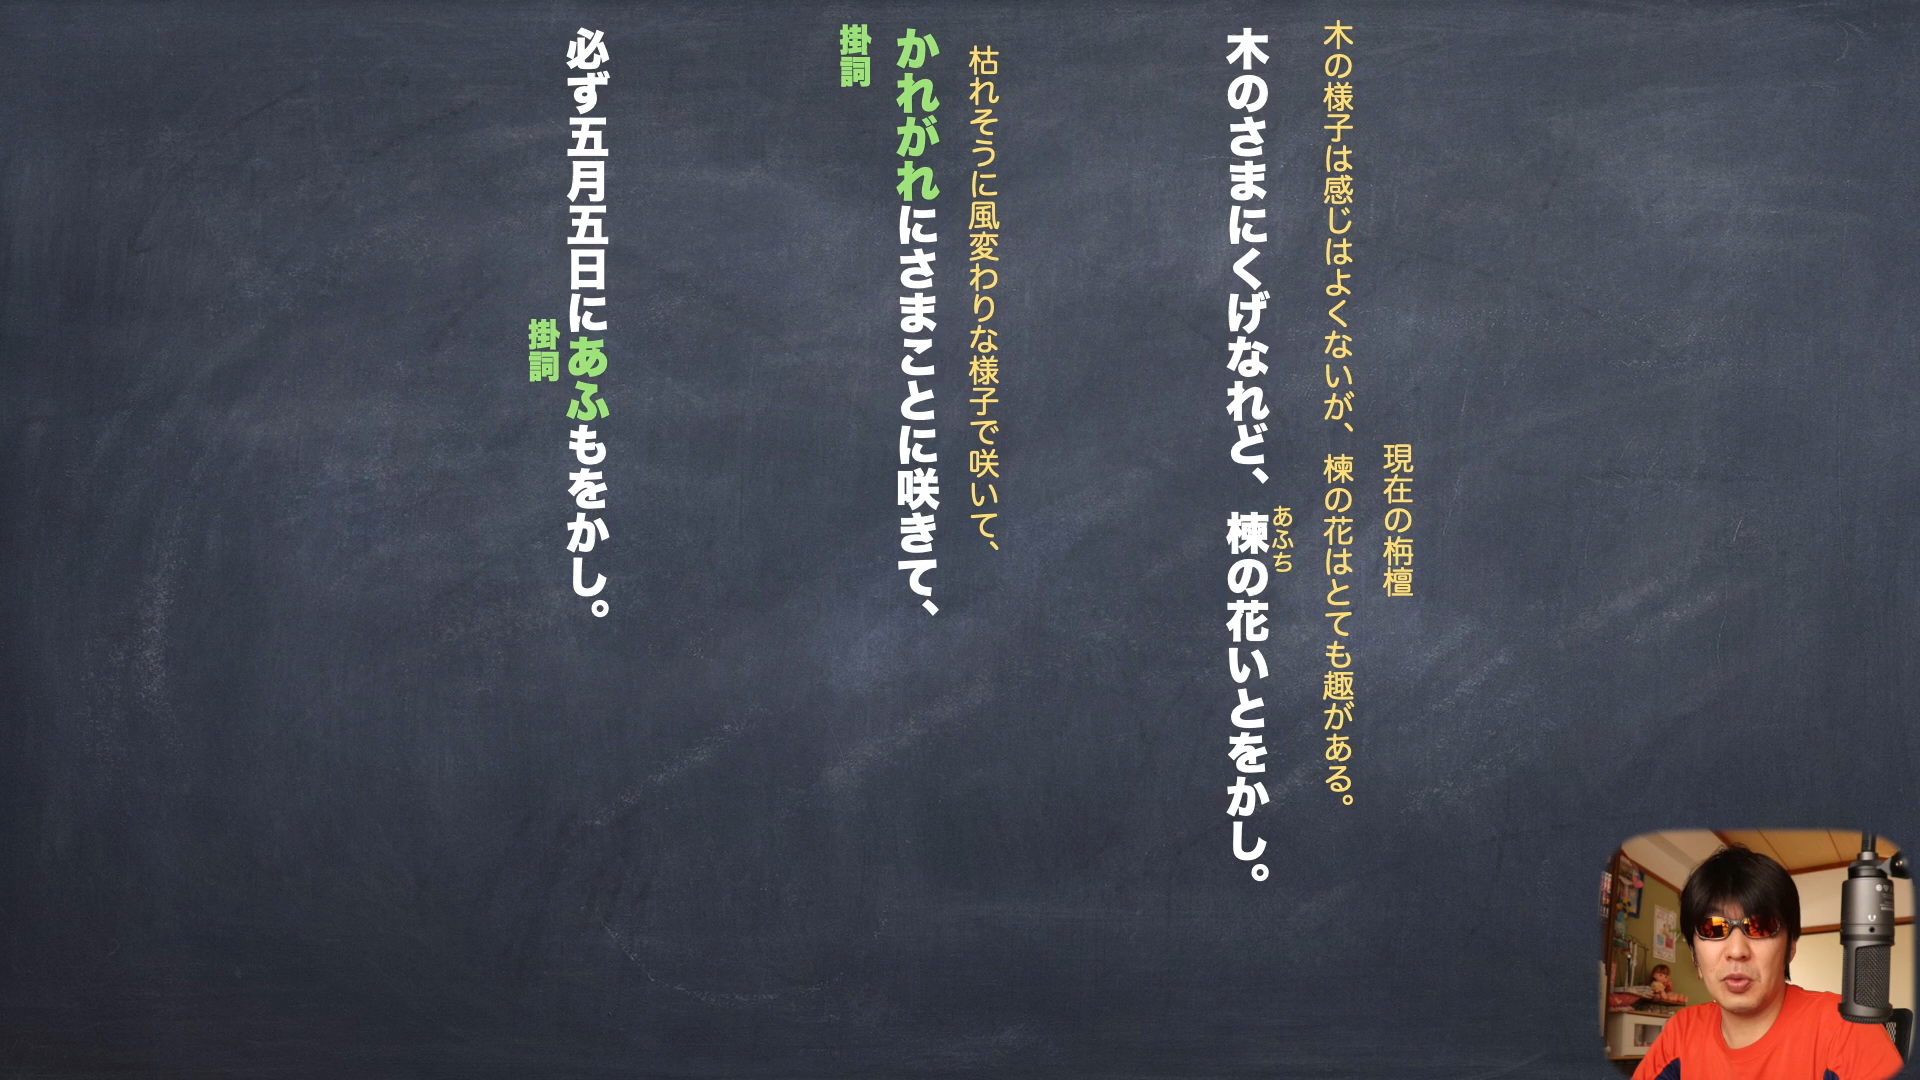 現在の栴檀
木の様子は感じはよくないが、楝の花はとても趣がある。
あふち
木のさまにくげなれど、楝の花いとをかし。
枯れそうに風変わりな様子で咲いて、
かれがれにさまことに咲きて、
掛詞
必ず五月五日にあふもをかし。
掛詞